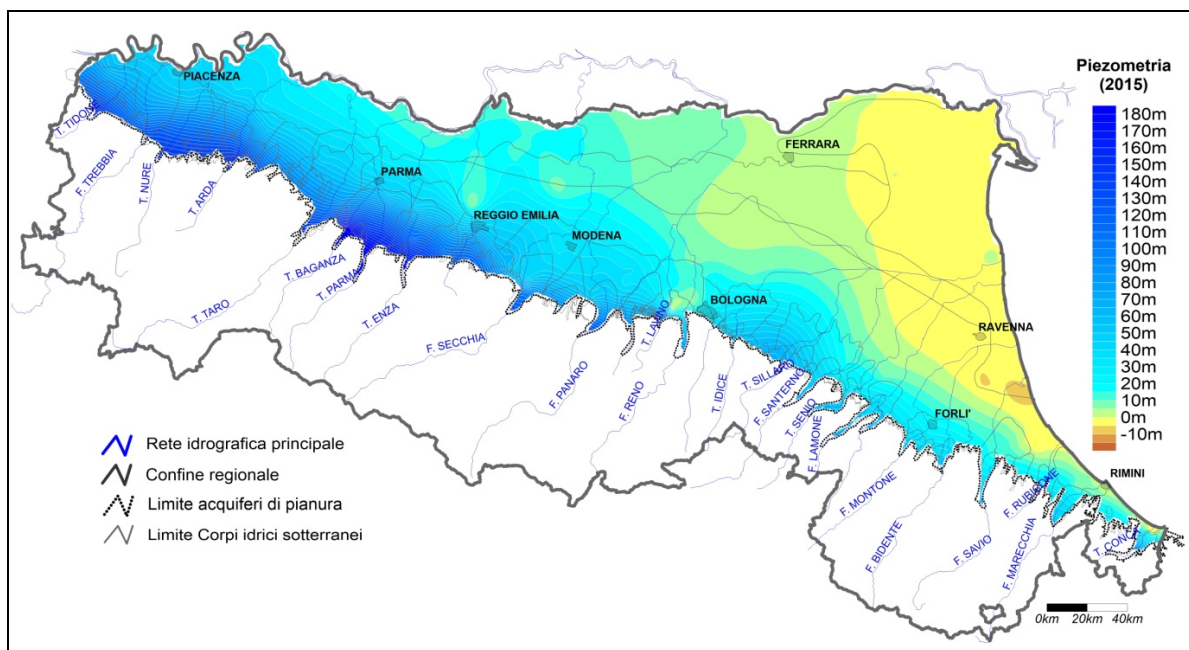 Piezometria
(2015)
180m
170m
160m
150m
140m
130m
120m
110m
100m
90m
80m
70m
60m
50m
40m
30m
20m
10m
0m
-10m
PIACENZA
PARMA
REGGIO EMILIA
MODENA
BOLOGNA
FERRARA
RAVENNA
FORLI'
RIMINI
T. TIDONE
F. TREBBIA
T. NURE
T. ARDA
T. TARO
T. BAGANZA
T. PARMA
T. ENZA
F. SECCHIA
F. PANARO
F. RENO
T. LAVINO
T. IDICE
T. SILLARO
F. SANTERNO
T. SENIO
F. LAMONE
F. MONTONE
F. BIDENTE
F. SAVIO
F. RUBICONE
F. MARECCHIA
T. CONCA
Rete idrografica principale
Confine regionale
Limite acquiferi di pianura
Limite Corpi idrici sotterranei
0km 20km 40km